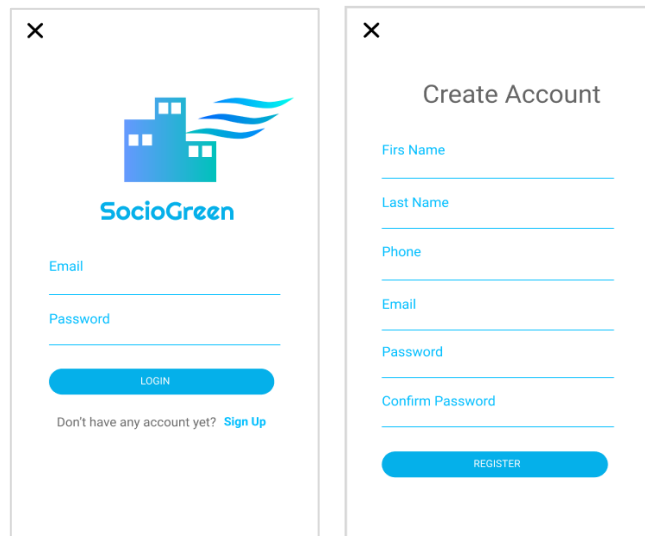 SocioGreen
Email
Password
LOGIN
Don't have any account yet? Sign Up
Create Account
Firs Name
Last Name
Phone
Email
Password
Confirm Password
REGISTER